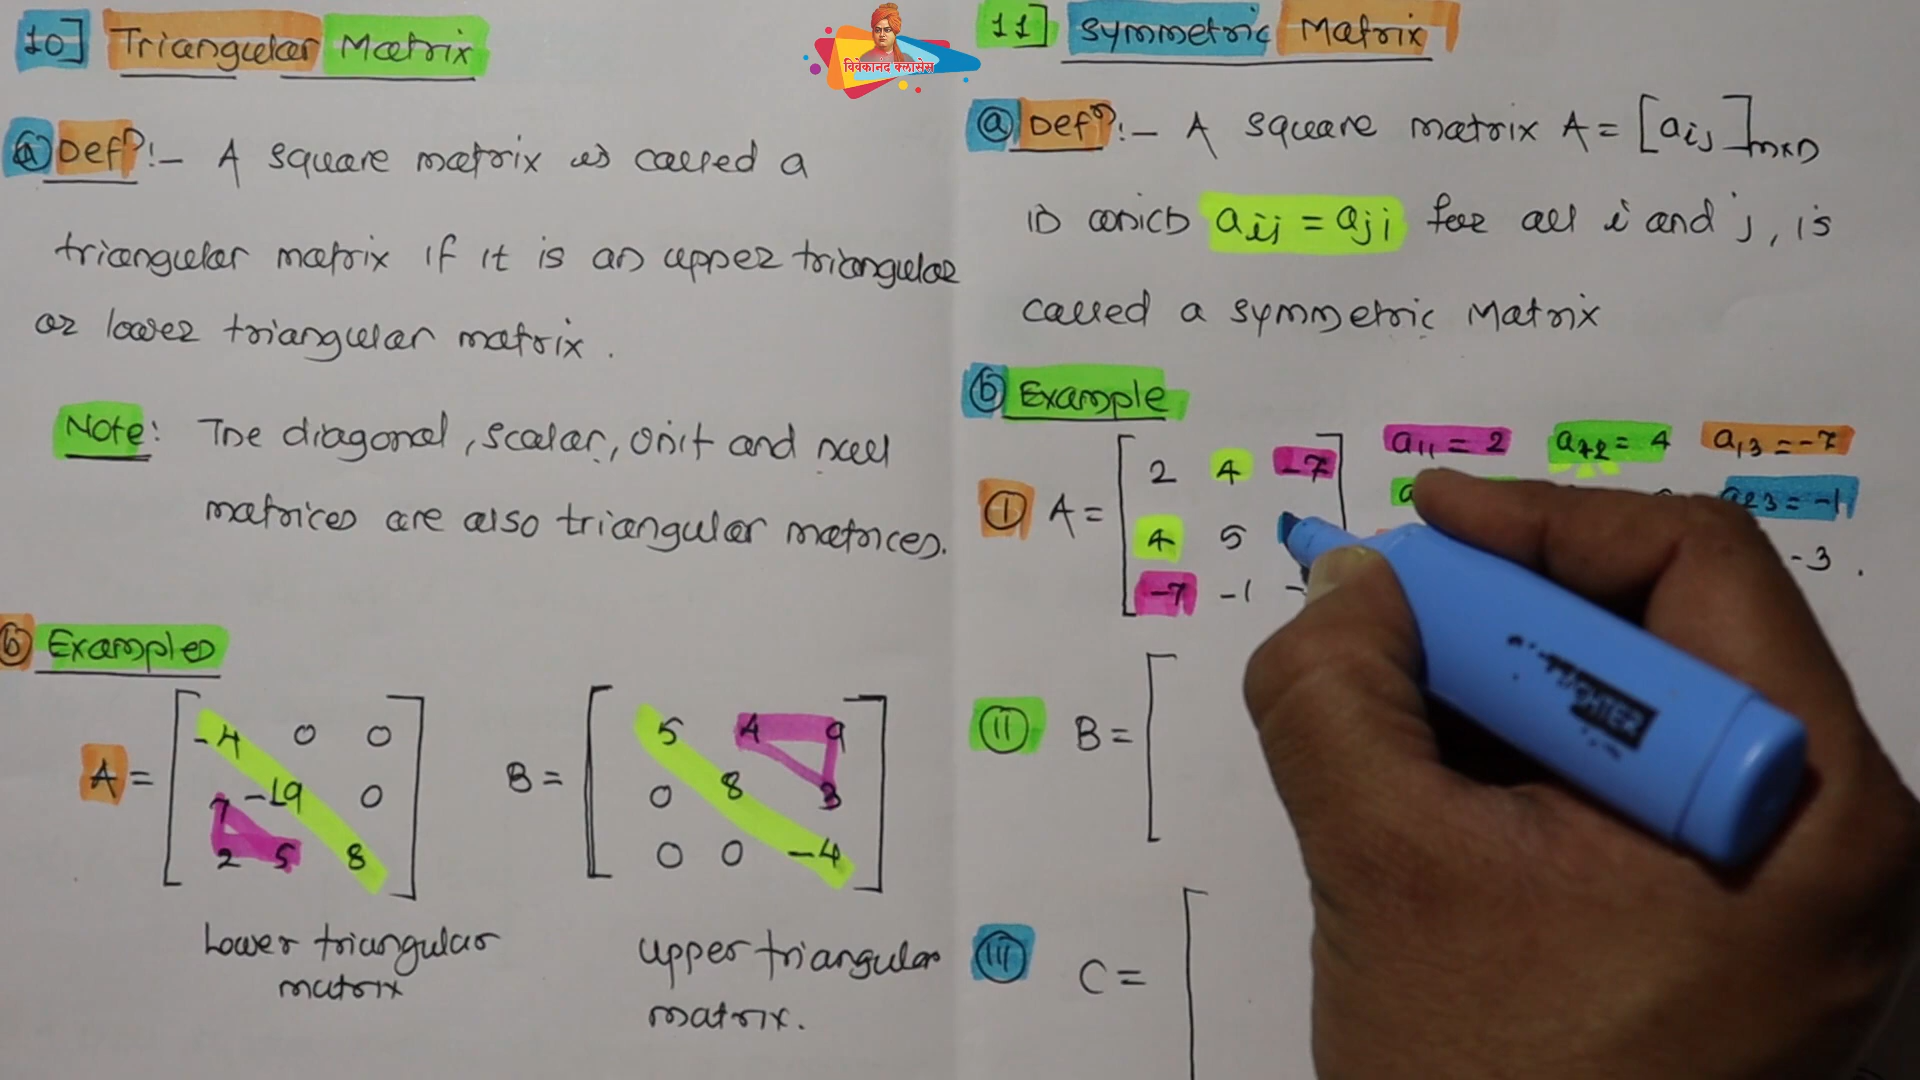 10] Triangular Matrix
विवेकानंद क्लासेस
(a) Defn :- A square matrix is called a
triangular matrix if it is an upper triangular
or lower triangular matrix.
Note: The diagonal, scalar, unit and null
matrices are also triangular matrices.
(b) Examples
A = [ -4 0 0
7 -19 0
2 5 8 ]
Lower triangular
matrix
B = [ 5 4 9
0 8 3
0 0 -4 ]
upper triangular
matrix.
11] Symmetric Matrix
(a) Defn :- A square matrix A = [aij]m×n
in which aij = aji for all i and j, is
called a symmetric Matrix
(b) Example
(i) A = [ 2 4 -7 ]
4 5
-7 -1 -
a11 = 2 a13 = -7
a23 = -1
-3.
(ii) B = [
(iii) C = [